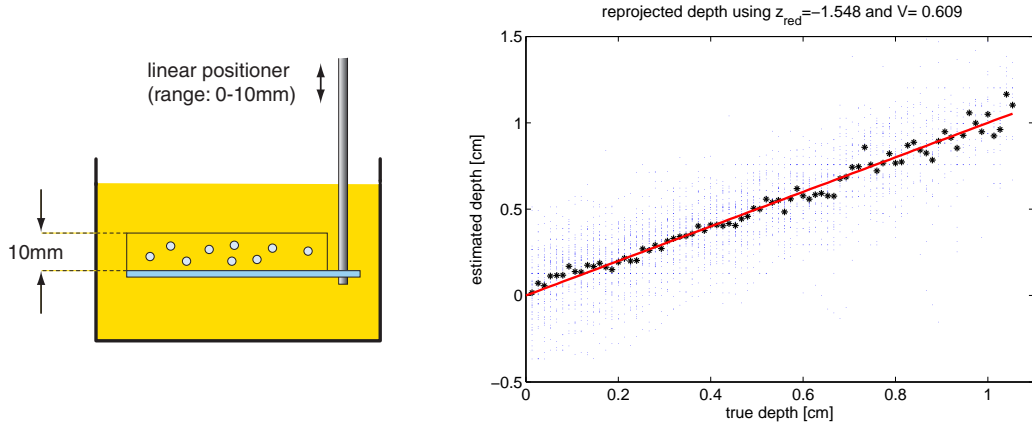 linear positioner
(range: 0-10mm)
10mm
reprojected depth using z_red=−1.548 and V= 0.609
1.5
1
0.5
0
−0.5
estimated depth [cm]
0 0.2 0.4 0.6 0.8 1
true depth [cm]